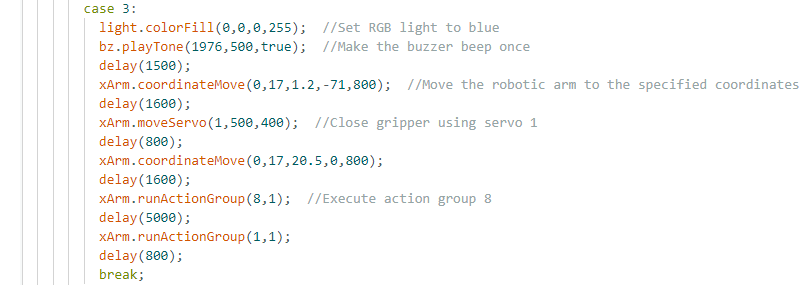 case 3:
light.colorFill(0,0,0,255);  //Set RGB light to blue
bz.playTone(1976,500,true);  //Make the buzzer beep once
delay(1500);
xArm.coordinateMove(0,17,1.2,-71,800);  //Move the robotic arm to the specified coordinates
delay(1600);
xArm.moveServo(1,500,400);  //Close gripper using servo 1
delay(800);
xArm.coordinateMove(0,17,20.5,0,800);
delay(1600);
xArm.runActionGroup(8,1);  //Execute action group 8
delay(5000);
xArm.runActionGroup(1,1);
delay(800);
break;